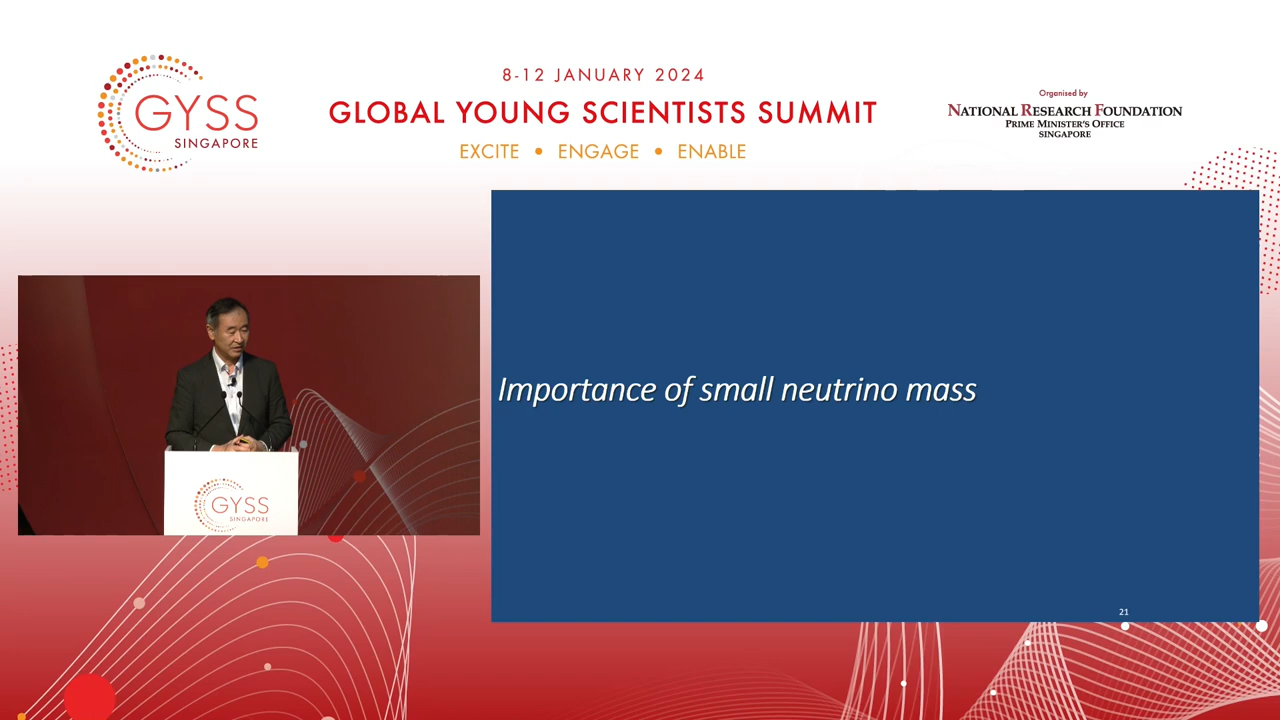 GYSS
SINGAPORE
8-12 JANUARY 2024
GLOBAL YOUNG SCIENTISTS SUMMIT
EXCITE • ENGAGE • ENABLE
Organised by
NATIONAL RESEARCH FOUNDATION
PRIME MINISTER'S OFFICE
SINGAPORE
Importance of small neutrino mass
21
GYSS
SINGAPORE